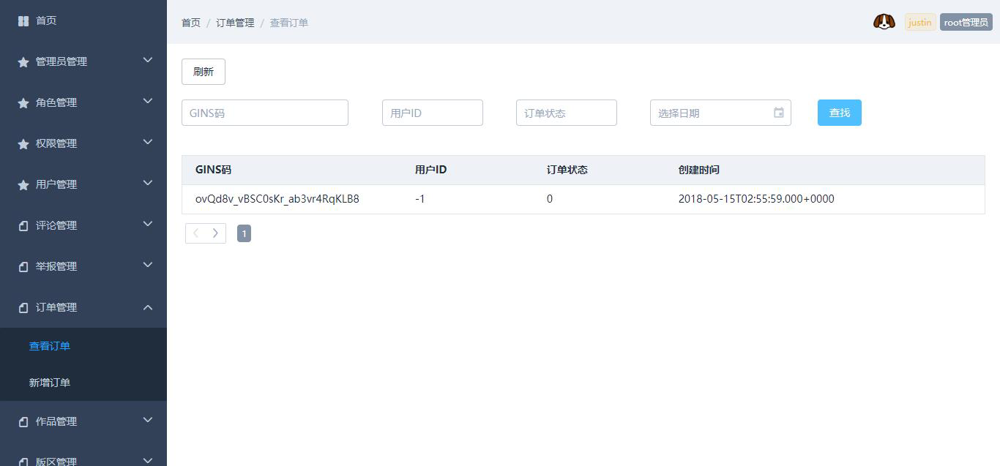 首页
管理员管理
角色管理
权限管理
用户管理
评论管理
举报管理
订单管理
查看订单
新增订单
作品管理
版区管理
首页 / 订单管理 / 查看订单
justin
root管理员
刷新
GINS码
用户ID
订单状态
选择日期
查找
GINS码 用户ID 订单状态 创建时间
ovQd8v_vBSC0sKr_ab3vr4RqKLB8 -1 0 2018-05-15T02:55:59.000+0000
1